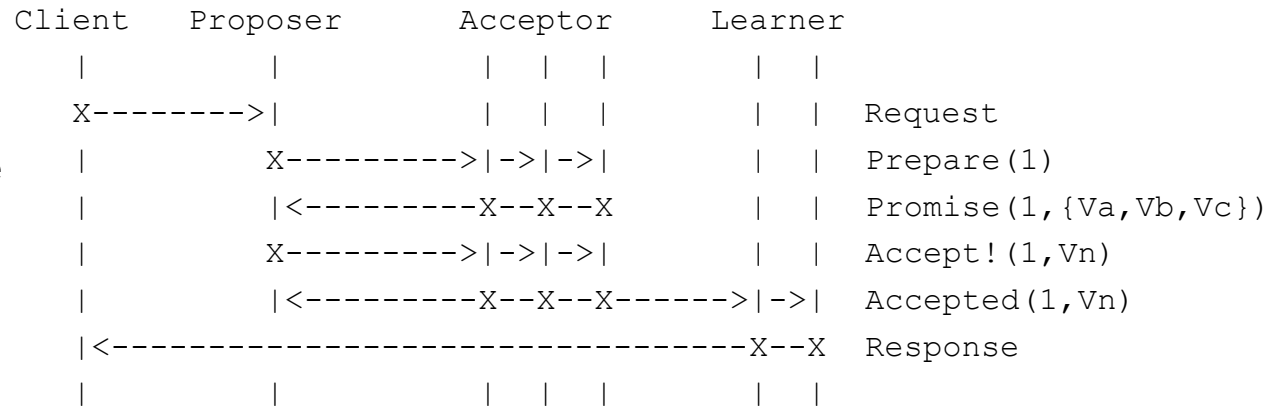 Client   Proposer      Acceptor     Learner
   |         |          |  |  |       |  |
   X-------->|          |  |  |       |  |  Request
   |         X--------->|->|->|       |  |  Prepare(1)
   |         |<---------X--X--X       |  |  Promise(1,{Va,Vb,Vc})
   |         X--------->|->|->|       |  |  Accept!(1,Vn)
   |         |<---------X--X--X------>|->|  Accepted(1,Vn)
   |<---------------------------------X--X  Response
   |         |          |  |  |       |  |